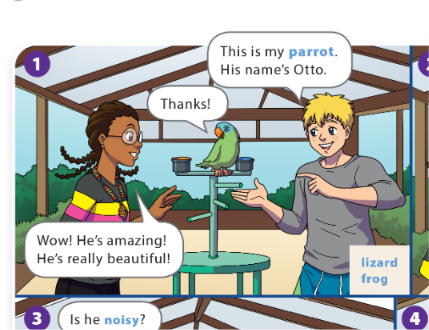 1
This is my parrot.
His name's Otto.
Thanks!
Wow! He's amazing!
He's really beautiful!
lizard
frog
3
Is he noisy?
4